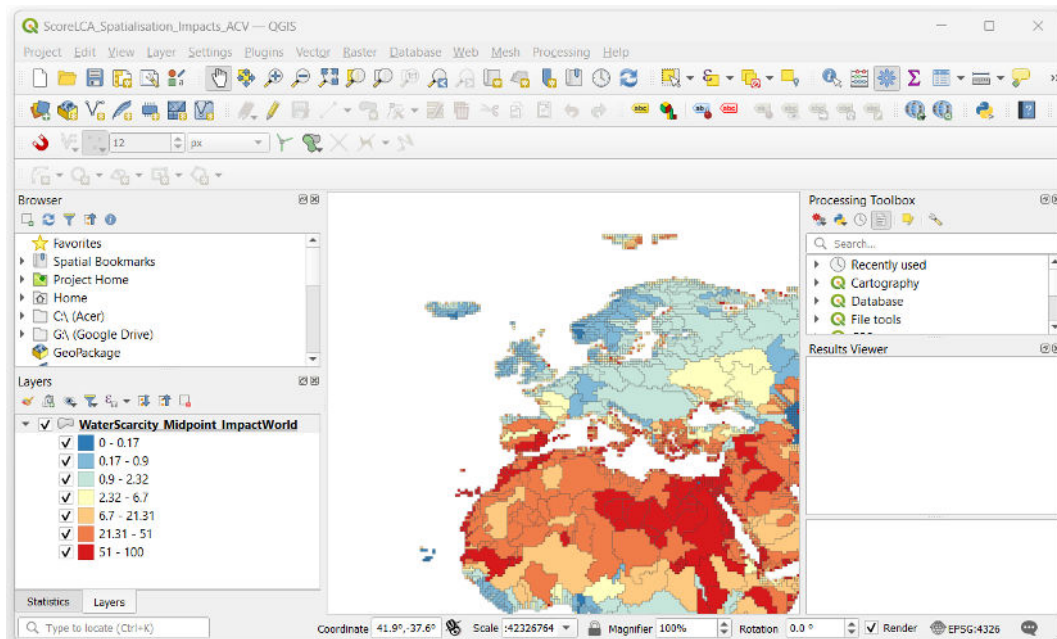 ScoreLCA_Spatialisation_Impacts_ACV — QGIS
Project Edit View Layer Settings Plugins Vector Raster Database Web Mesh Processing Help
12 px
Browser
Favorites
Spatial Bookmarks
Project Home
Home
C:\ (Acer)
G:\ (Google Drive)
GeoPackage
Layers
WaterScarcity_Midpoint_ImpactWorld
0 - 0.17
0.17 - 0.9
0.9 - 2.32
2.32 - 6.7
6.7 - 21.31
21.31 - 51
51 - 100
Statistics Layers
Processing Toolbox
Search...
Recently used
Cartography
Database
File tools
Results Viewer
Type to locate (Ctrl+K) Coordinate 41.9°,-37.6° Scale :42326764 Magnifier 100% Rotation 0.0 ° Render EPSG:4326